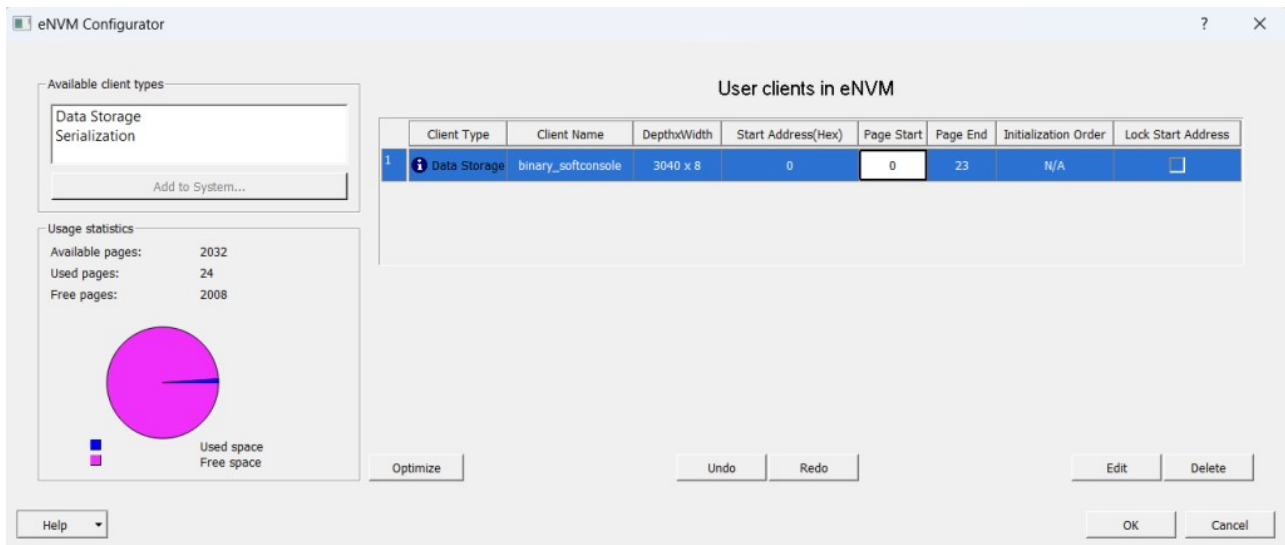 eNVM Configurator
?
Available client types
Data Storage
Serialization
Add to System...
Usage statistics
Available pages: 2032
Used pages: 24
Free pages: 2008
Used space
Free space
User clients in eNVM
Client Type Client Name DepthxWidth Start Address(Hex) Page Start Page End Initialization Order Lock Start Address
1 Data Storage binary_softconsole 3040 x 8 0 0 23 N/A
Optimize Undo Redo Edit Delete
Help OK Cancel